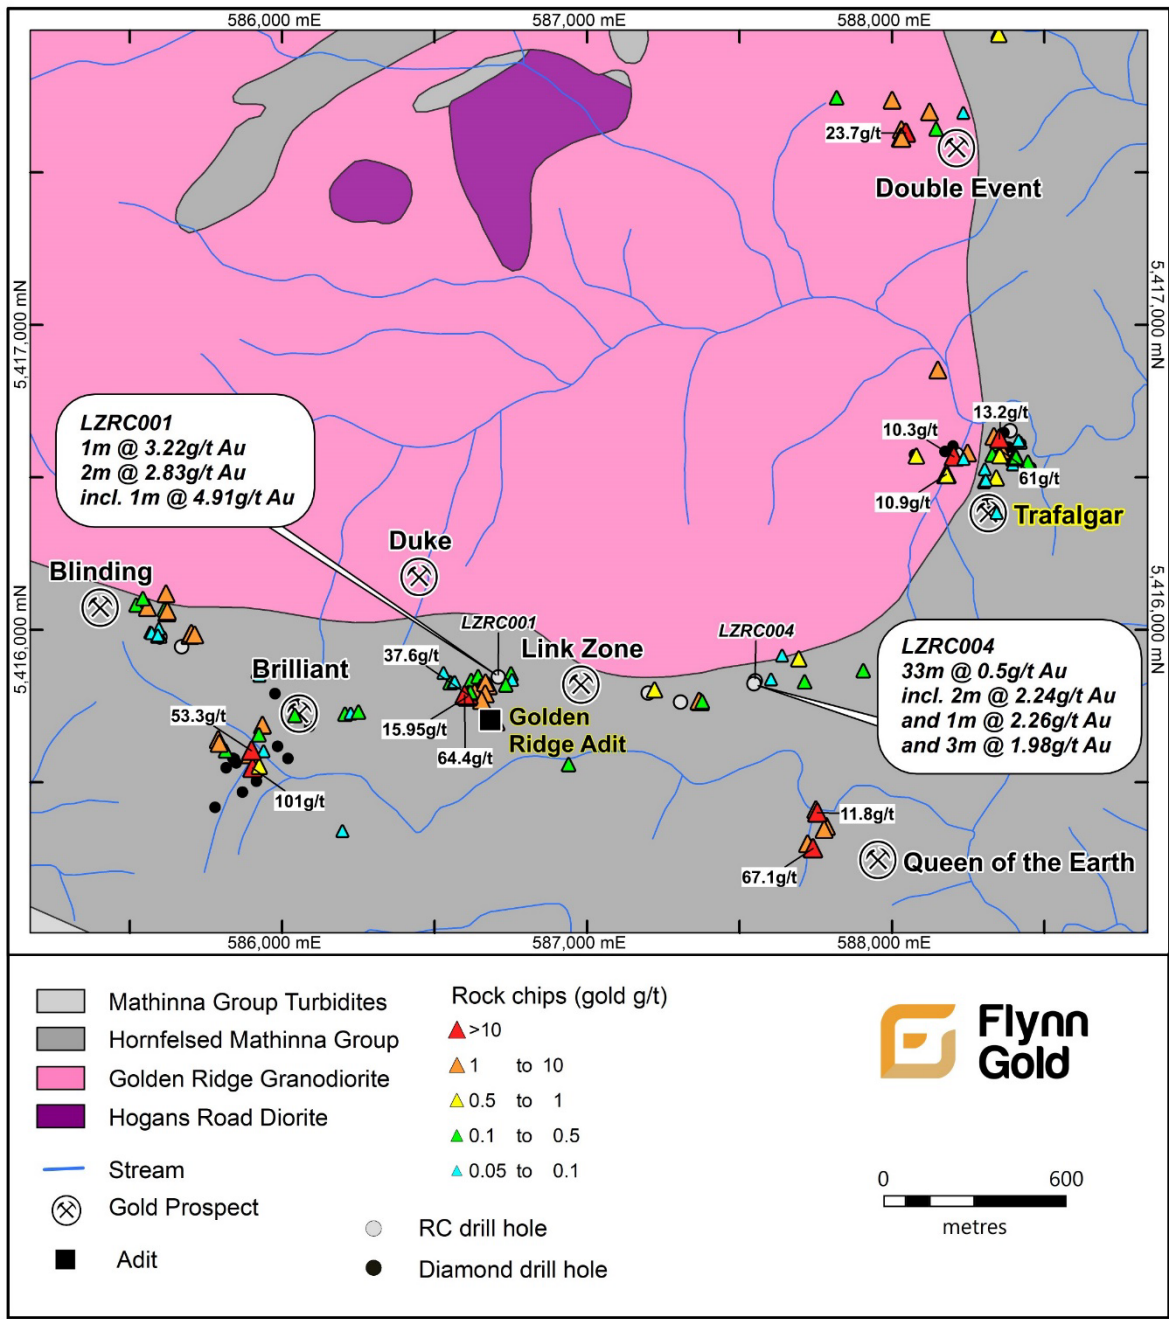 586,000 mE
587,000 mE
588,000 mE
5,417,000 mN
5,417,000 mN
5,416,000 mN
5,416,000 mN
23.7g/t
Double Event
LZRC001
1m @ 3.22g/t Au
2m @ 2.83g/t Au
incl. 1m @ 4.91g/t Au
13.2g/t
10.3g/t
61g/t
10.9g/t
Trafalgar
Duke
Blinding
LZRC001
LZRC004
37.6g/t
Link Zone
Brilliant
53.3g/t
15.95g/t
Golden
Ridge Adit
64.4g/t
101g/t
LZRC004
33m @ 0.5g/t Au
incl. 2m @ 2.24g/t Au
and 1m @ 2.26g/t Au
and 3m @ 1.98g/t Au
11.8g/t
67.1g/t
Queen of the Earth
586,000 mE
587,000 mE
588,000 mE
Mathinna Group Turbidites
Hornfelsed Mathinna Group
Golden Ridge Granodiorite
Hogans Road Diorite
Stream
Gold Prospect
Adit
Rock chips (gold g/t)
>10
1 to 10
0.5 to 1
0.1 to 0.5
0.05 to 0.1
RC drill hole
Diamond drill hole
Flynn
Gold
0 600
metres